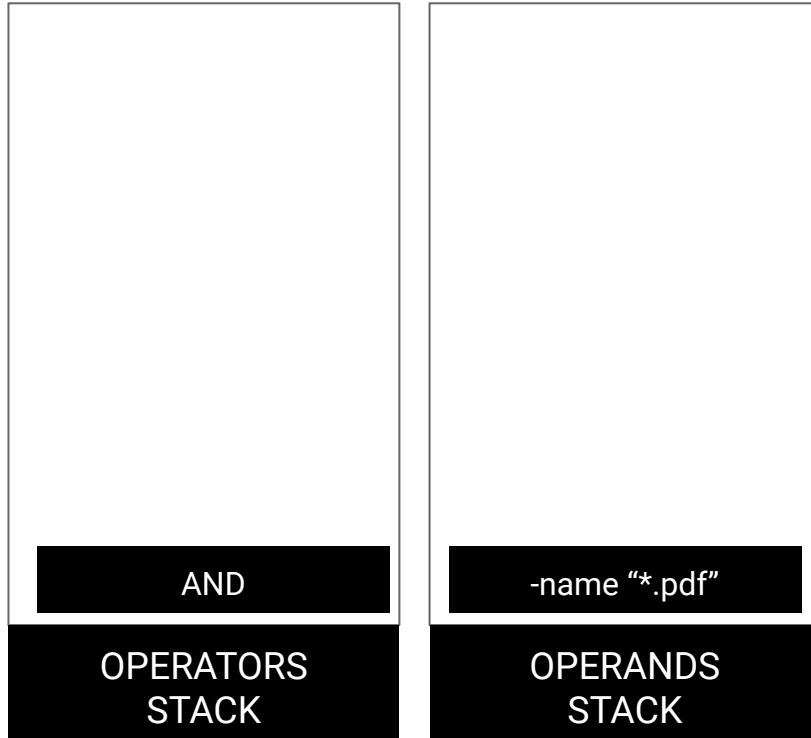 AND
-name “*.pdf”
OPERATORS
STACK
OPERANDS
STACK